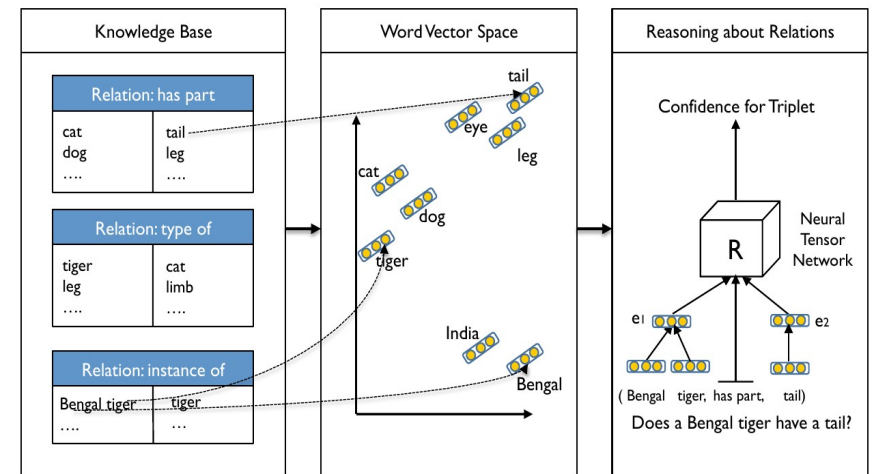 Knowledge Base
Relation: has part
cat tail
dog leg
.... ....
Relation: type of
tiger cat
leg limb
.... ....
Relation: instance of
Bengal tiger tiger
.... ...
Word Vector Space
tail
eye
leg
cat
dog
tiger
India
Bengal
Reasoning about Relations
Confidence for Triplet
R
Neural
Tensor
Network
e1 e2
( Bengal tiger, has part, tail)
Does a Bengal tiger have a tail?